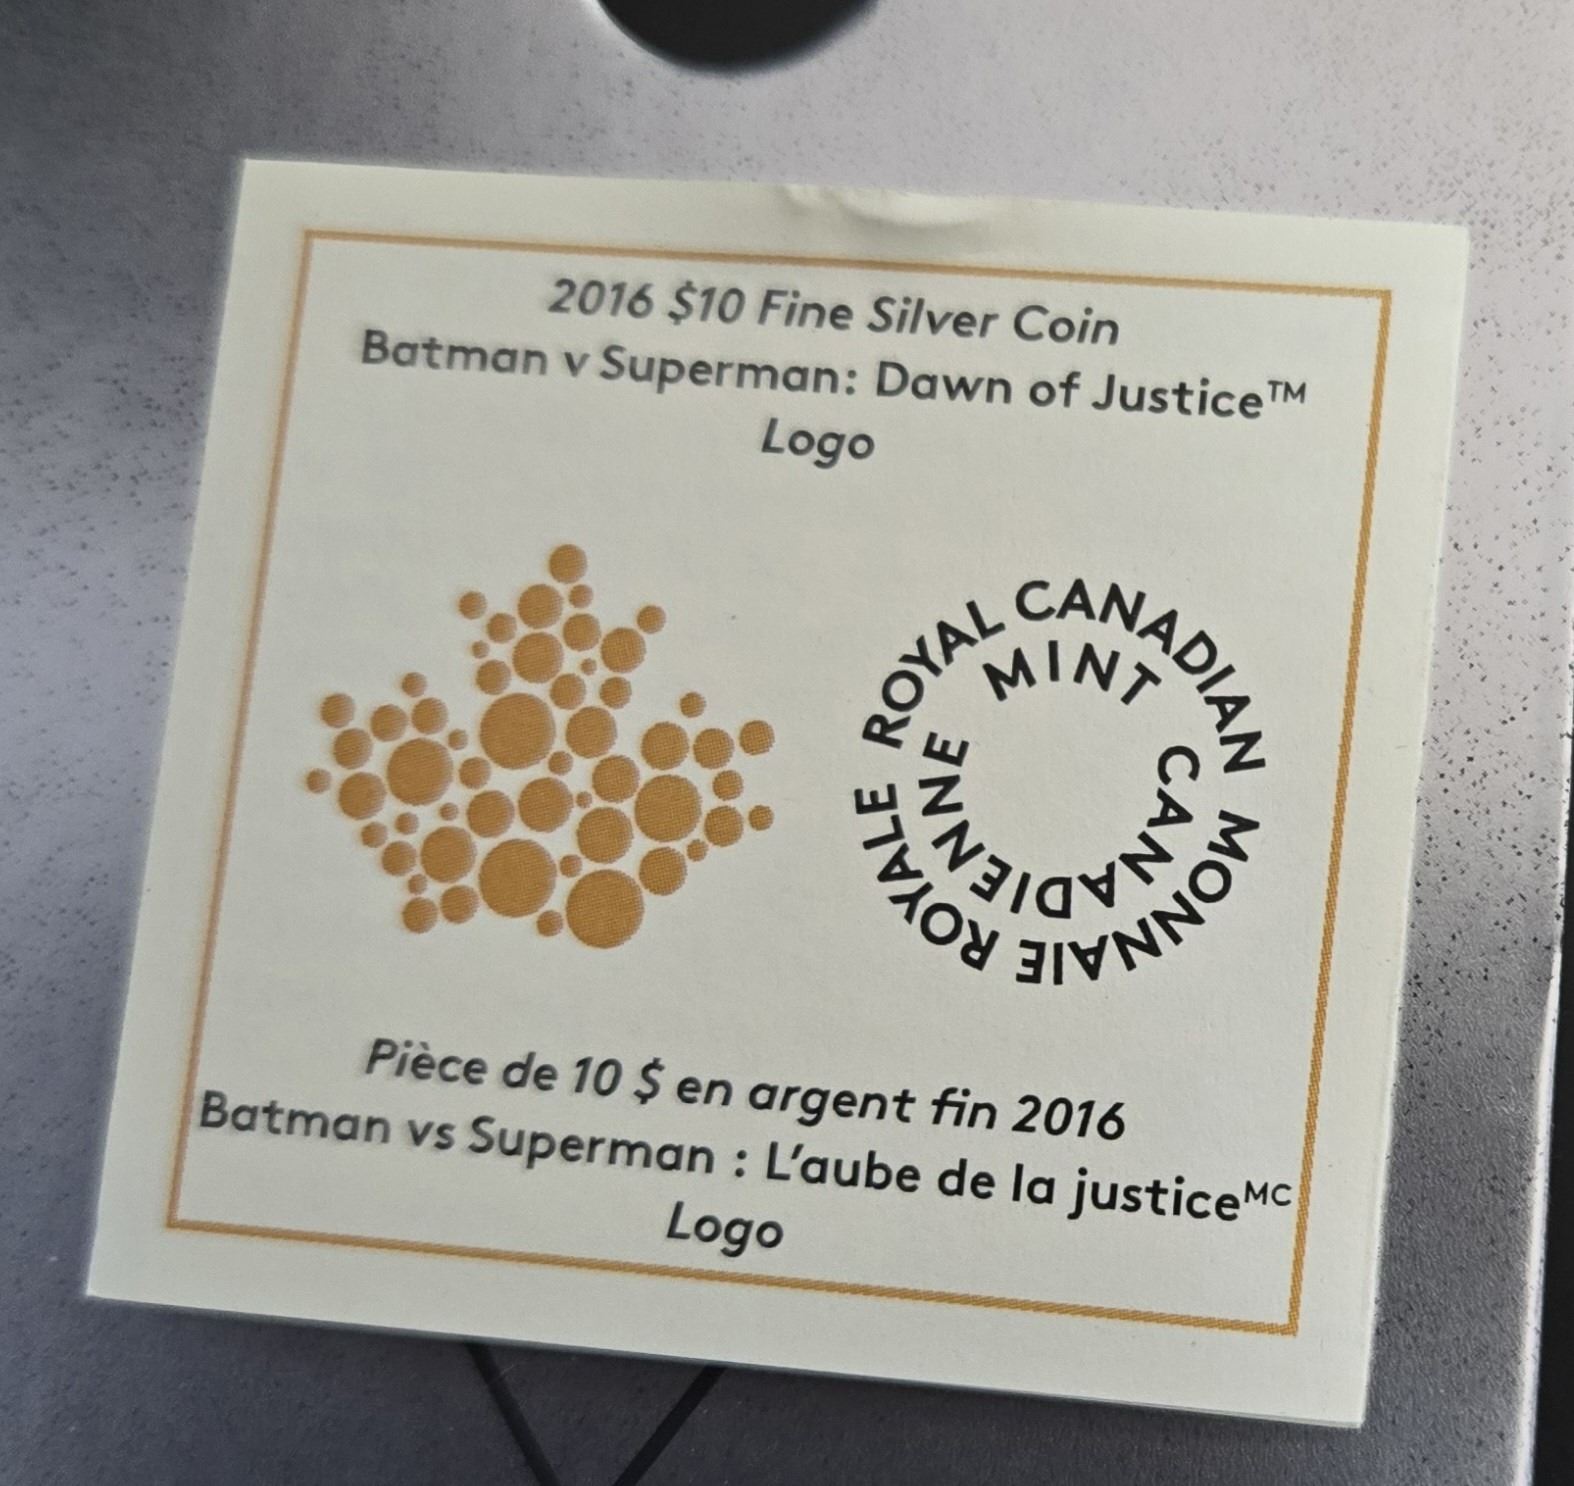 2016 $10 Fine Silver Coin
Batman v Superman: Dawn of Justice™
Logo
ROYAL CANADIAN
MINT
MONNAIE ROYALE
CANADIENNE
Pièce de 10 $ en argent fin 2016
Batman vs Superman : L'aube de la justiceᴹᶜ
Logo